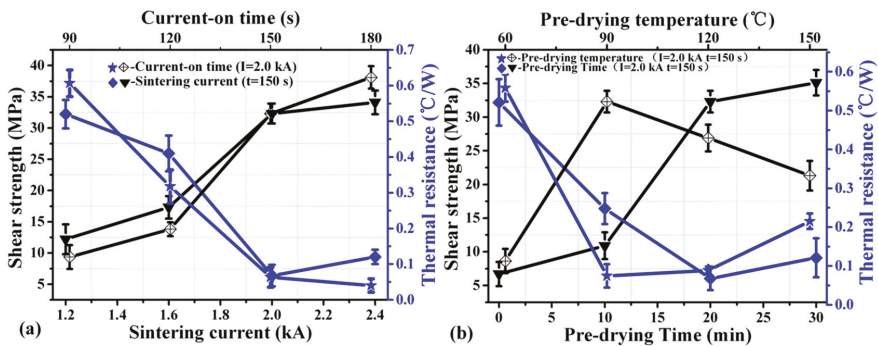 Current-on time (s)
90 120 150 180
-Current-on time (I=2.0 kA)
-Sintering current (t=150 s)
Shear strength (MPa)
40
35
30
25
20
15
10
5
0.7
0.6
0.5
0.4
0.3
0.2
0.1
0.0
Thermal resistance (℃/W)
1.2 1.6 2.0 2.4
(a) Sintering current (kA)
Pre-drying temperature (℃)
60 90 120 150
-Pre-drying temperature (I=2.0 kA t=150 s)
-Pre-drying Time (I=2.0 kA t=150 s)
Shear strength (MPa)
40
35
30
25
20
15
10
5
0.6
0.5
0.4
0.3
0.2
0.1
0.0
Thermal resistance (℃/W)
0 5 10 15 20 25 30
(b) Pre-drying Time (min)